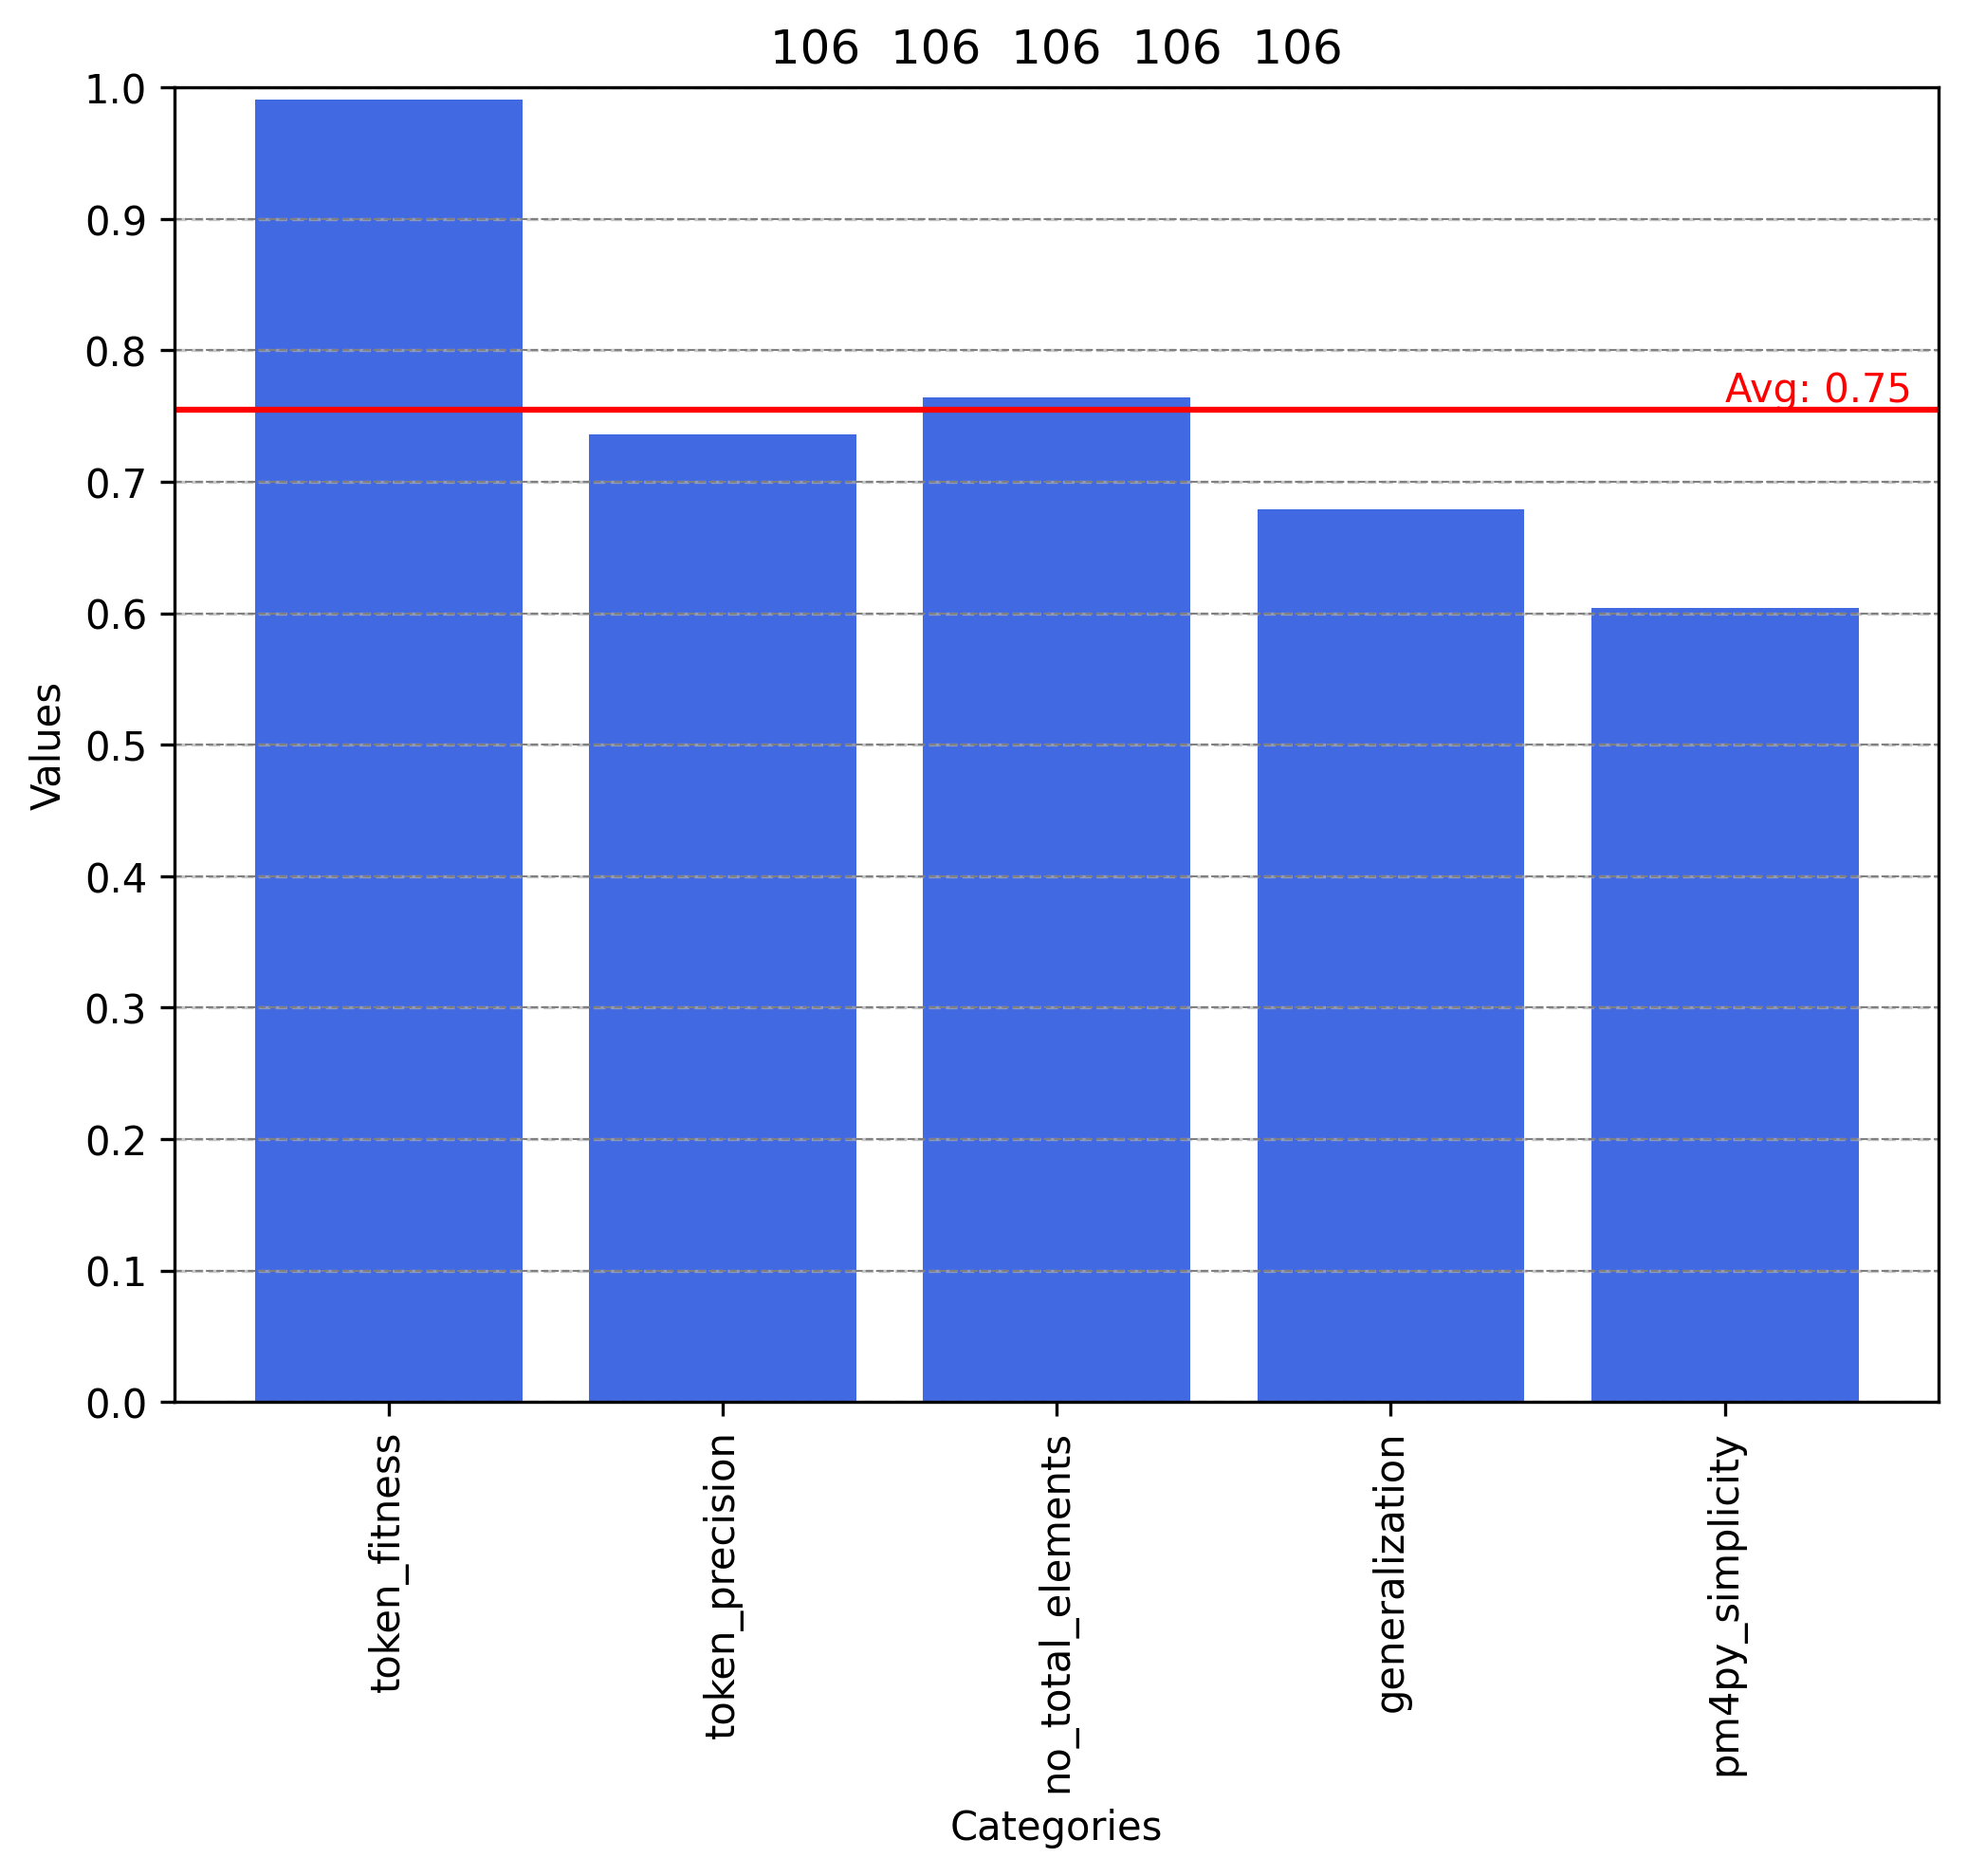 106  106  106  106  106
1.0
0.9
0.8
0.7
0.6
0.5
0.4
0.3
0.2
0.1
0.0
Values
Avg: 0.75
token_fitness
token_precision
no_total_elements
generalization
pm4py_simplicity
Categories